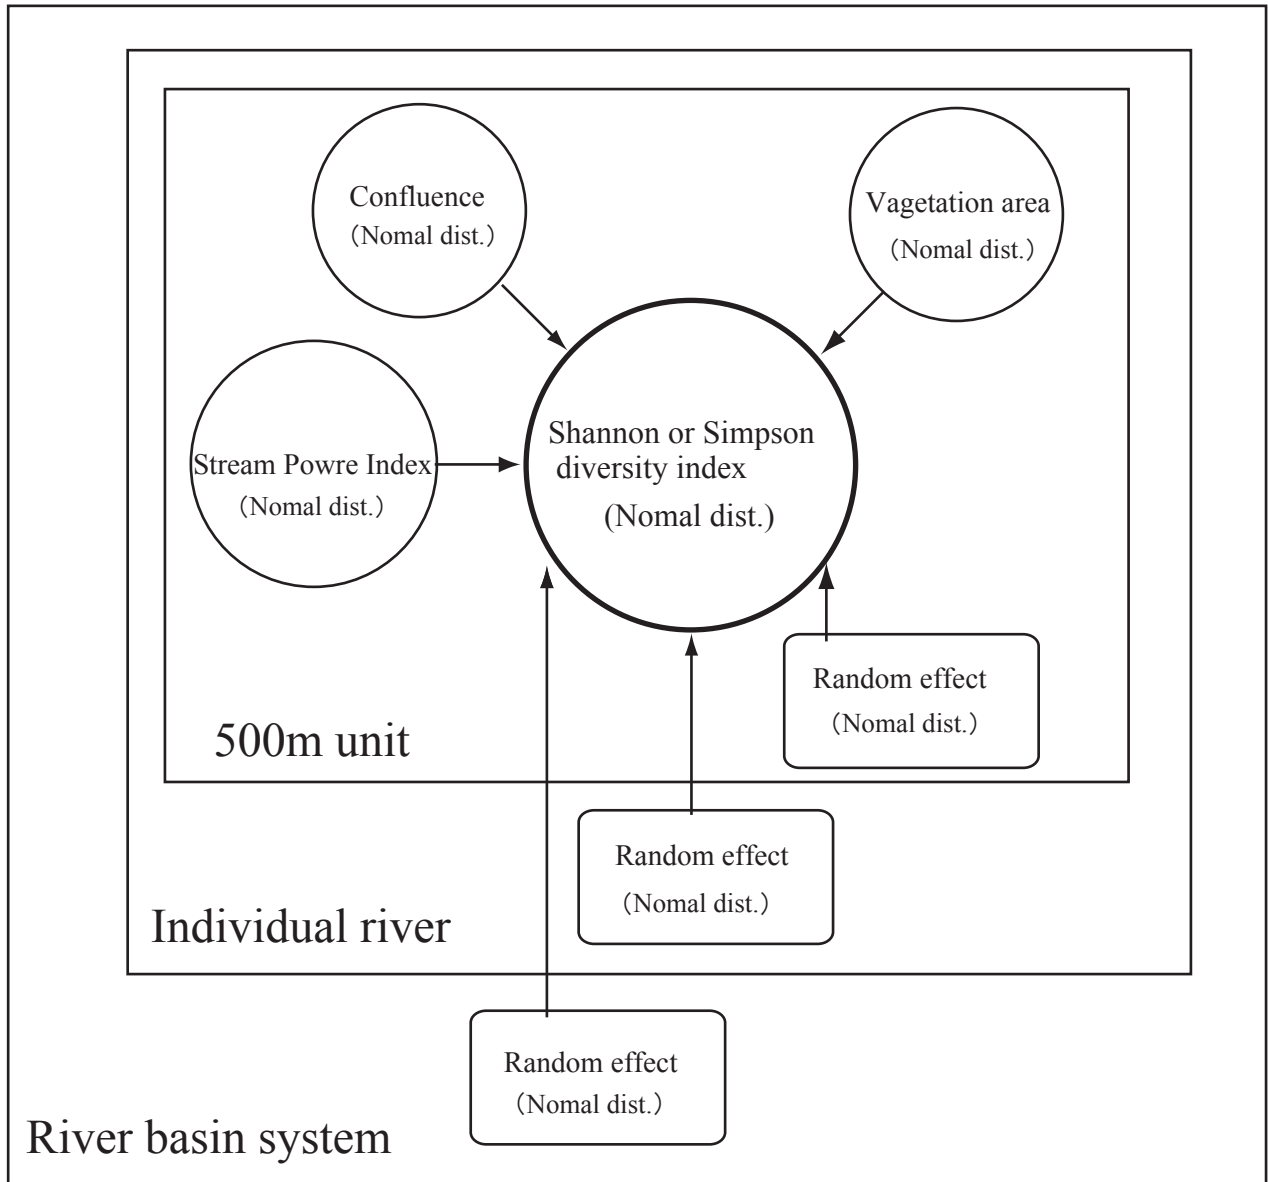 Confluence
（Nomal dist.）
Vagetation area
（Nomal dist.）
Stream Powre Index
（Nomal dist.）
Shannon or Simpson
diversity index
(Nomal dist.)
Random effect
（Nomal dist.）
500m unit
Random effect
（Nomal dist.）
Individual river
Random effect
（Nomal dist.）
River basin system